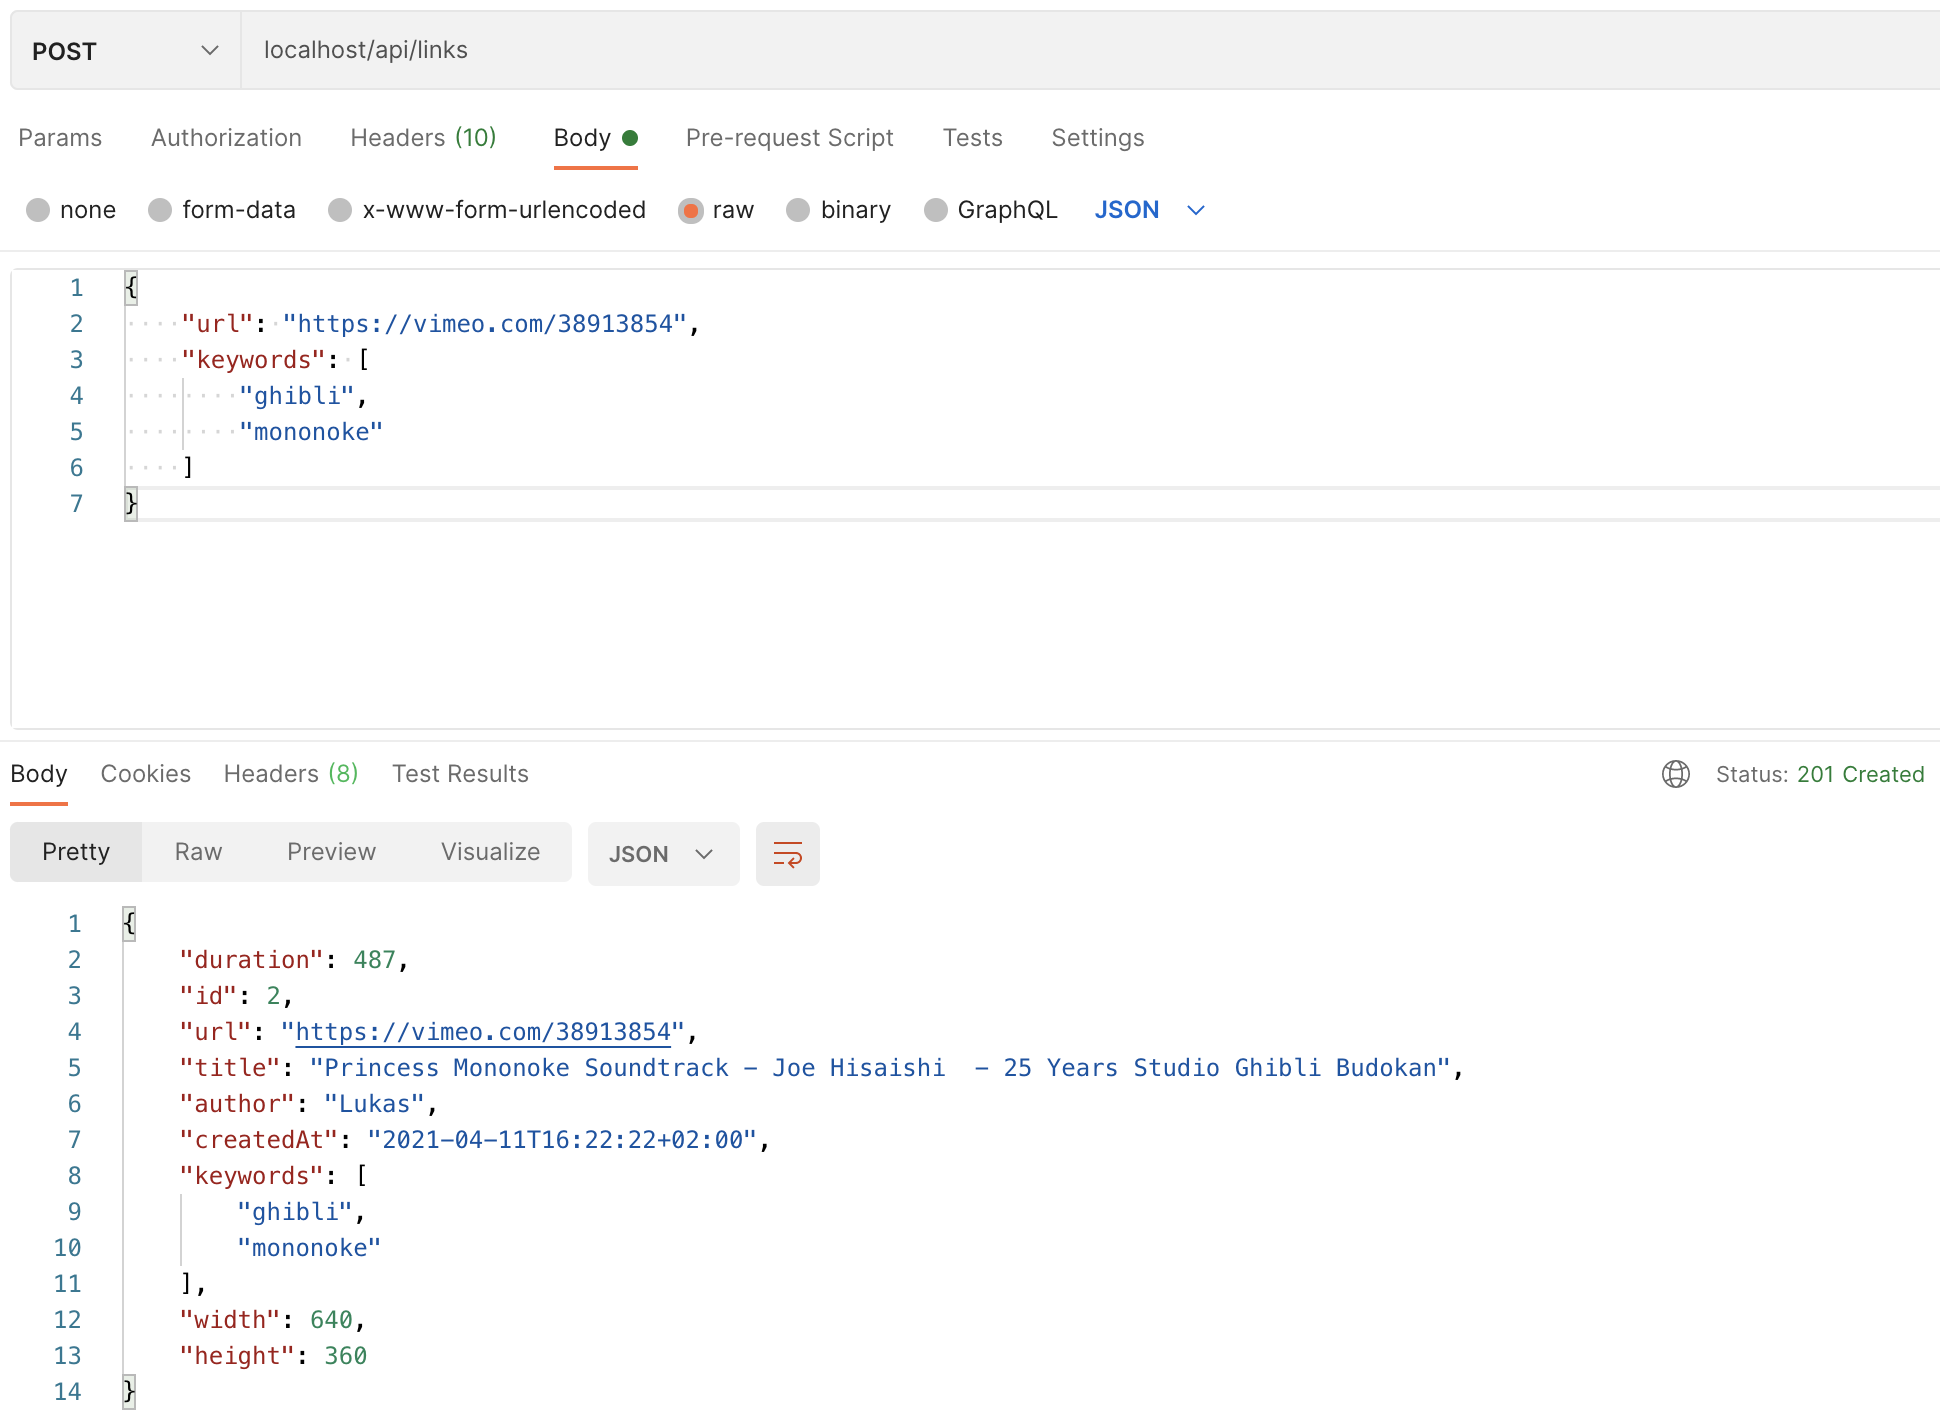 POST localhost/api/links
Params Authorization Headers (10) Body Pre-request Script Tests Settings
none form-data x-www-form-urlencoded raw binary GraphQL JSON
1 {
2 "url": "https://vimeo.com/38913854",
3 "keywords": [
4 "ghibli",
5 "mononoke"
6 ]
7 }
Body Cookies Headers (8) Test Results Status: 201 Created
Pretty Raw Preview Visualize JSON
1 {
2 "duration": 487,
3 "id": 2,
4 "url": "https://vimeo.com/38913854",
5 "title": "Princess Mononoke Soundtrack - Joe Hisaishi  - 25 Years Studio Ghibli Budokan",
6 "author": "Lukas",
7 "createdAt": "2021-04-11T16:22:22+02:00",
8 "keywords": [
9 "ghibli",
10 "mononoke"
11 ],
12 "width": 640,
13 "height": 360
14 }